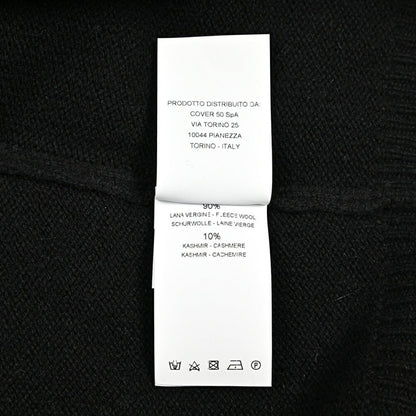 PRODOTTO DISTRIBUITO DA:
COVER 50 SpA
VIA TORINO 25
10044 PIANEZZA
TORINO - ITALY
90%
LANA VERGINE - FLEECE WOOL
SCHURWOLLE - LAINE VIERGE
10%
KASHMIR - CASHMERE
KASHMIR - CACHEMIRE